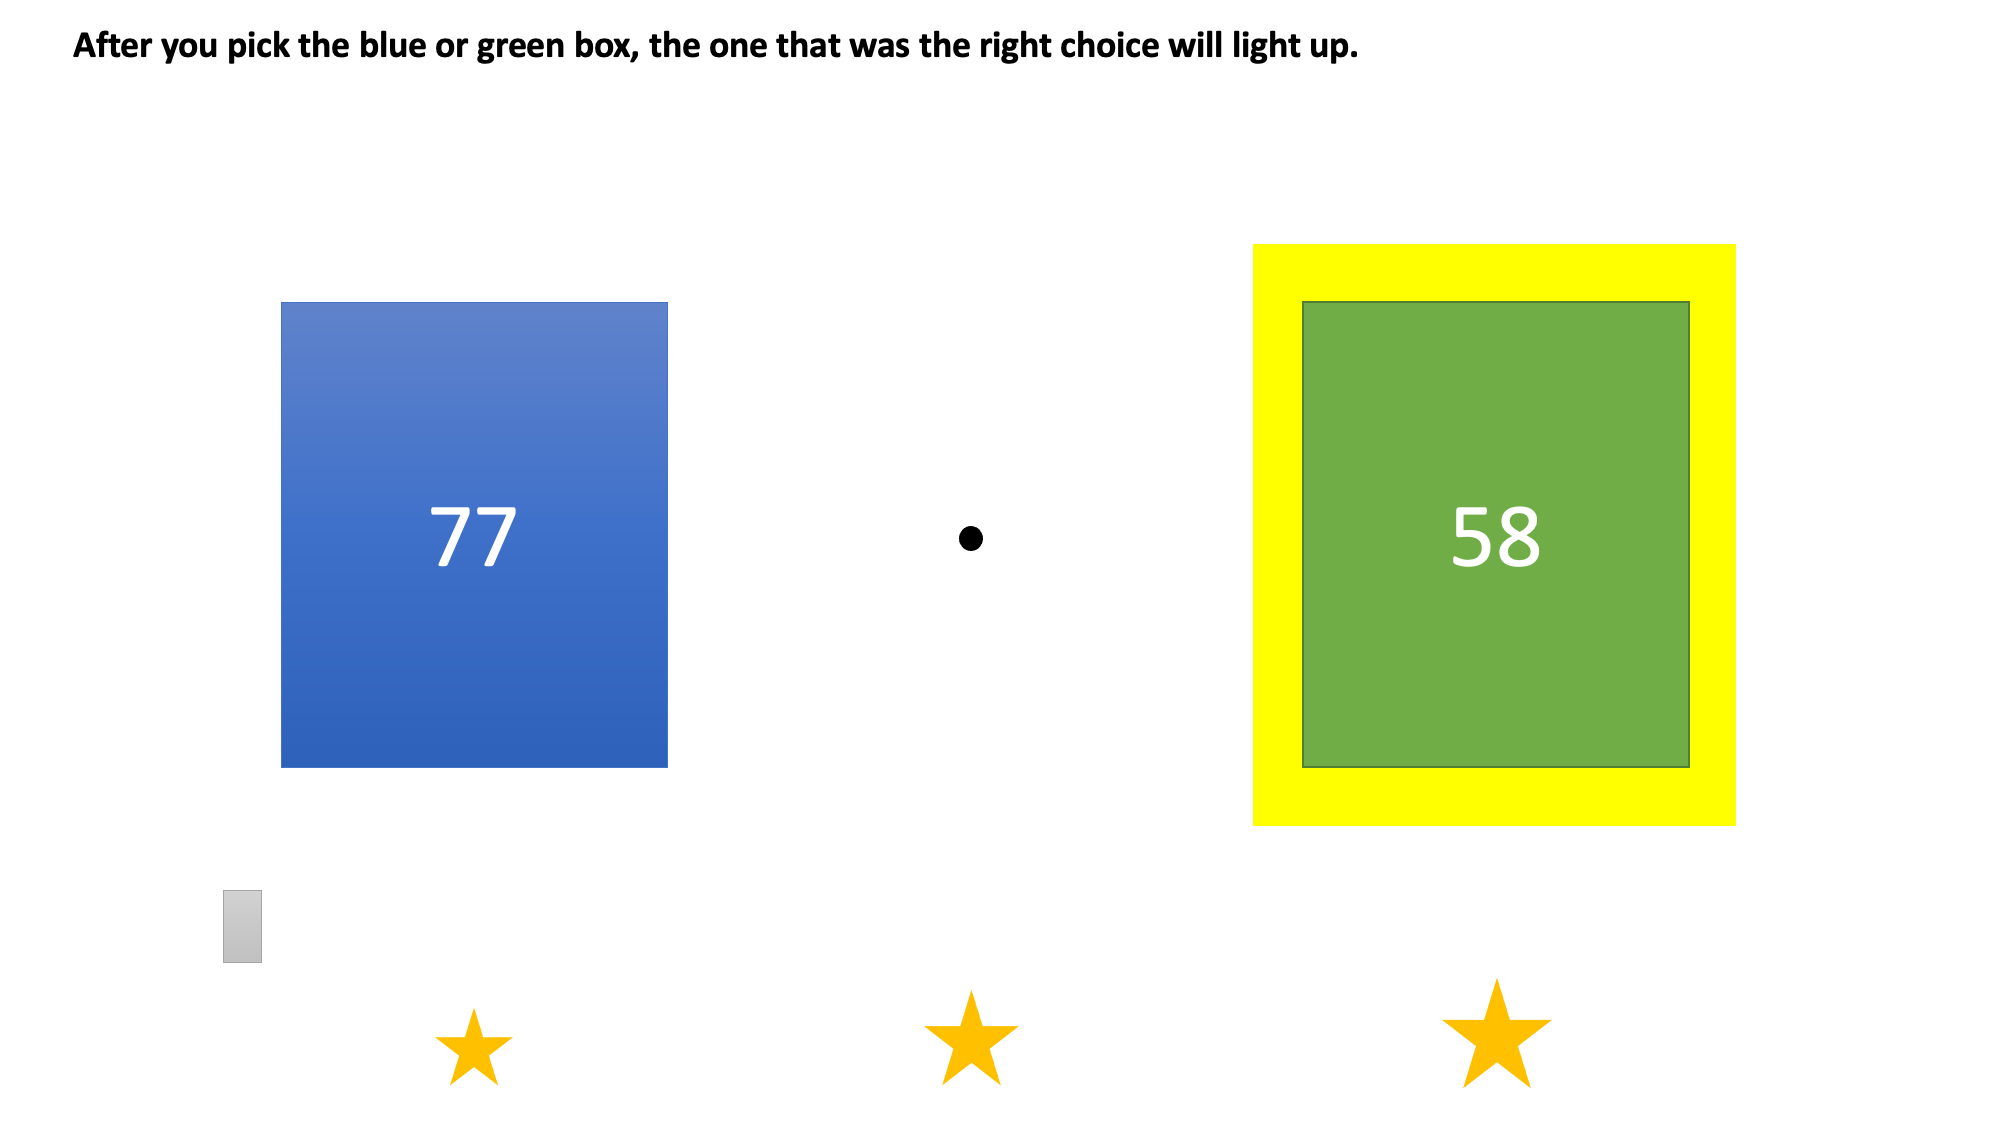 After you pick the blue or green box, the one that was the right choice will light up.
77
58